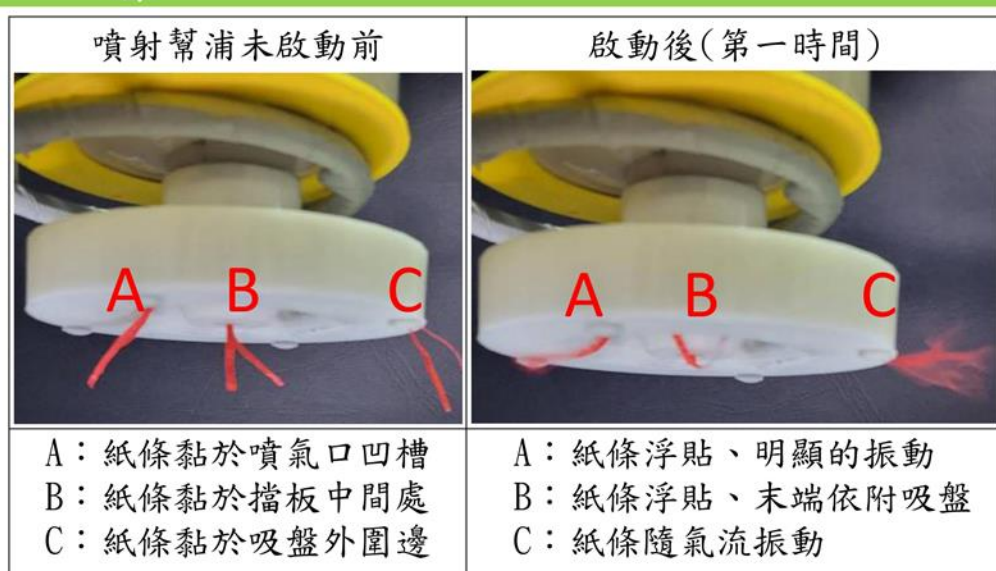 噴射幫浦未啟動前
啟動後(第一時間)
A B C
A B C
A：紙條黏於噴氣口凹槽
B：紙條黏於擋板中間處
C：紙條黏於吸盤外圍邊
A：紙條浮貼、明顯的振動
B：紙條浮貼、末端依附吸盤
C：紙條隨氣流振動